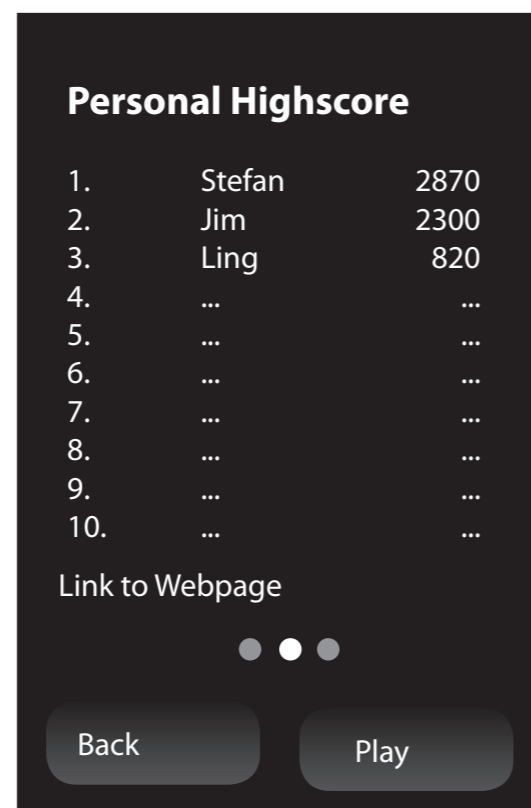 Personal Highscore
1. Stefan 2870
2. Jim 2300
3. Ling 820
4. ... ...
5. ... ...
6. ... ...
7. ... ...
8. ... ...
9. ... ...
10. ... ...
Link to Webpage
Back Play